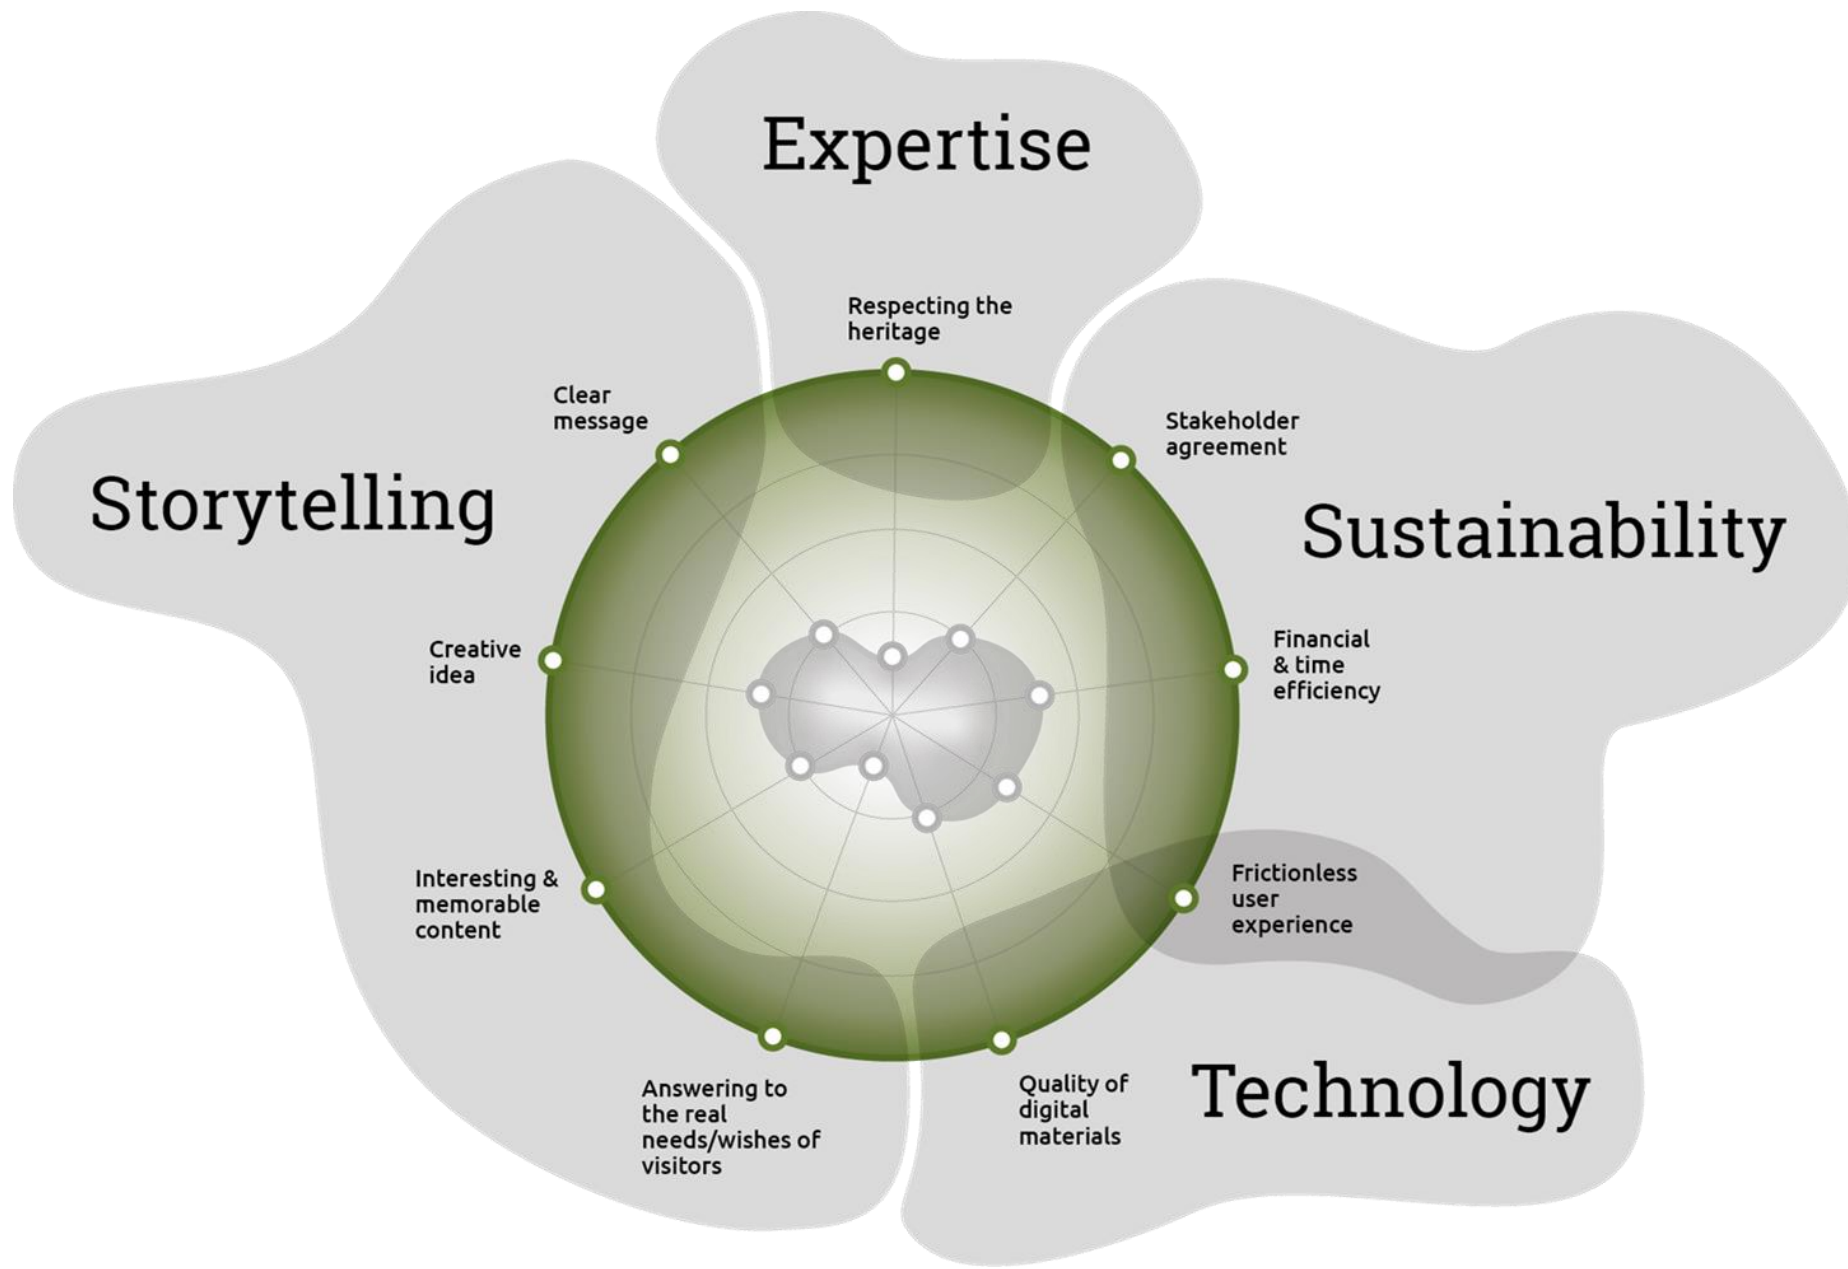 Expertise
Respecting the
heritage
Clear
message
Stakeholder
agreement
Storytelling
Sustainability
Creative
idea
Financial
& time
efficiency
Interesting &
memorable
content
Frictionless
user
experience
Answering to
the real
needs/wishes of
visitors
Quality of
digital
materials
Technology